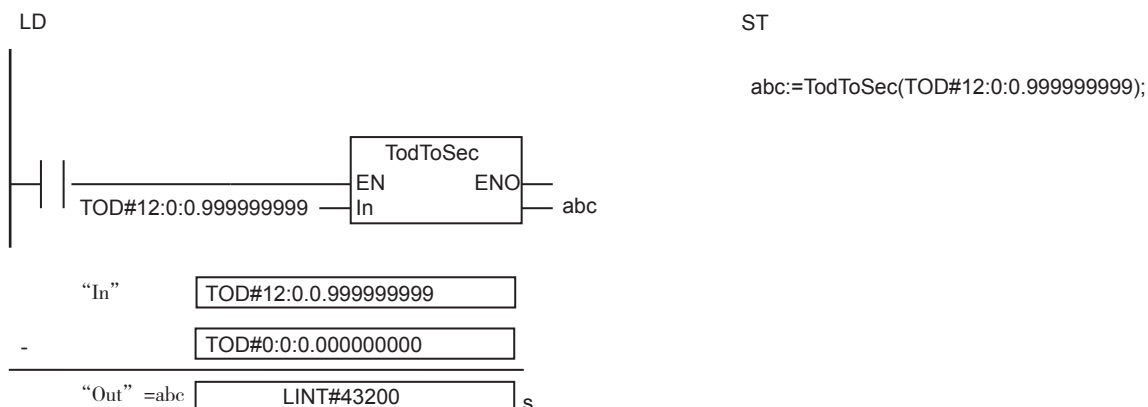 LD
ST
abc:=TodToSec(TOD#12:0:0.999999999);
TodToSec
EN ENO
TOD#12:0:0.999999999 In abc
“In” TOD#12:0.0.999999999
- TOD#0:0:0.000000000
“Out” =abc LINT#43200 s